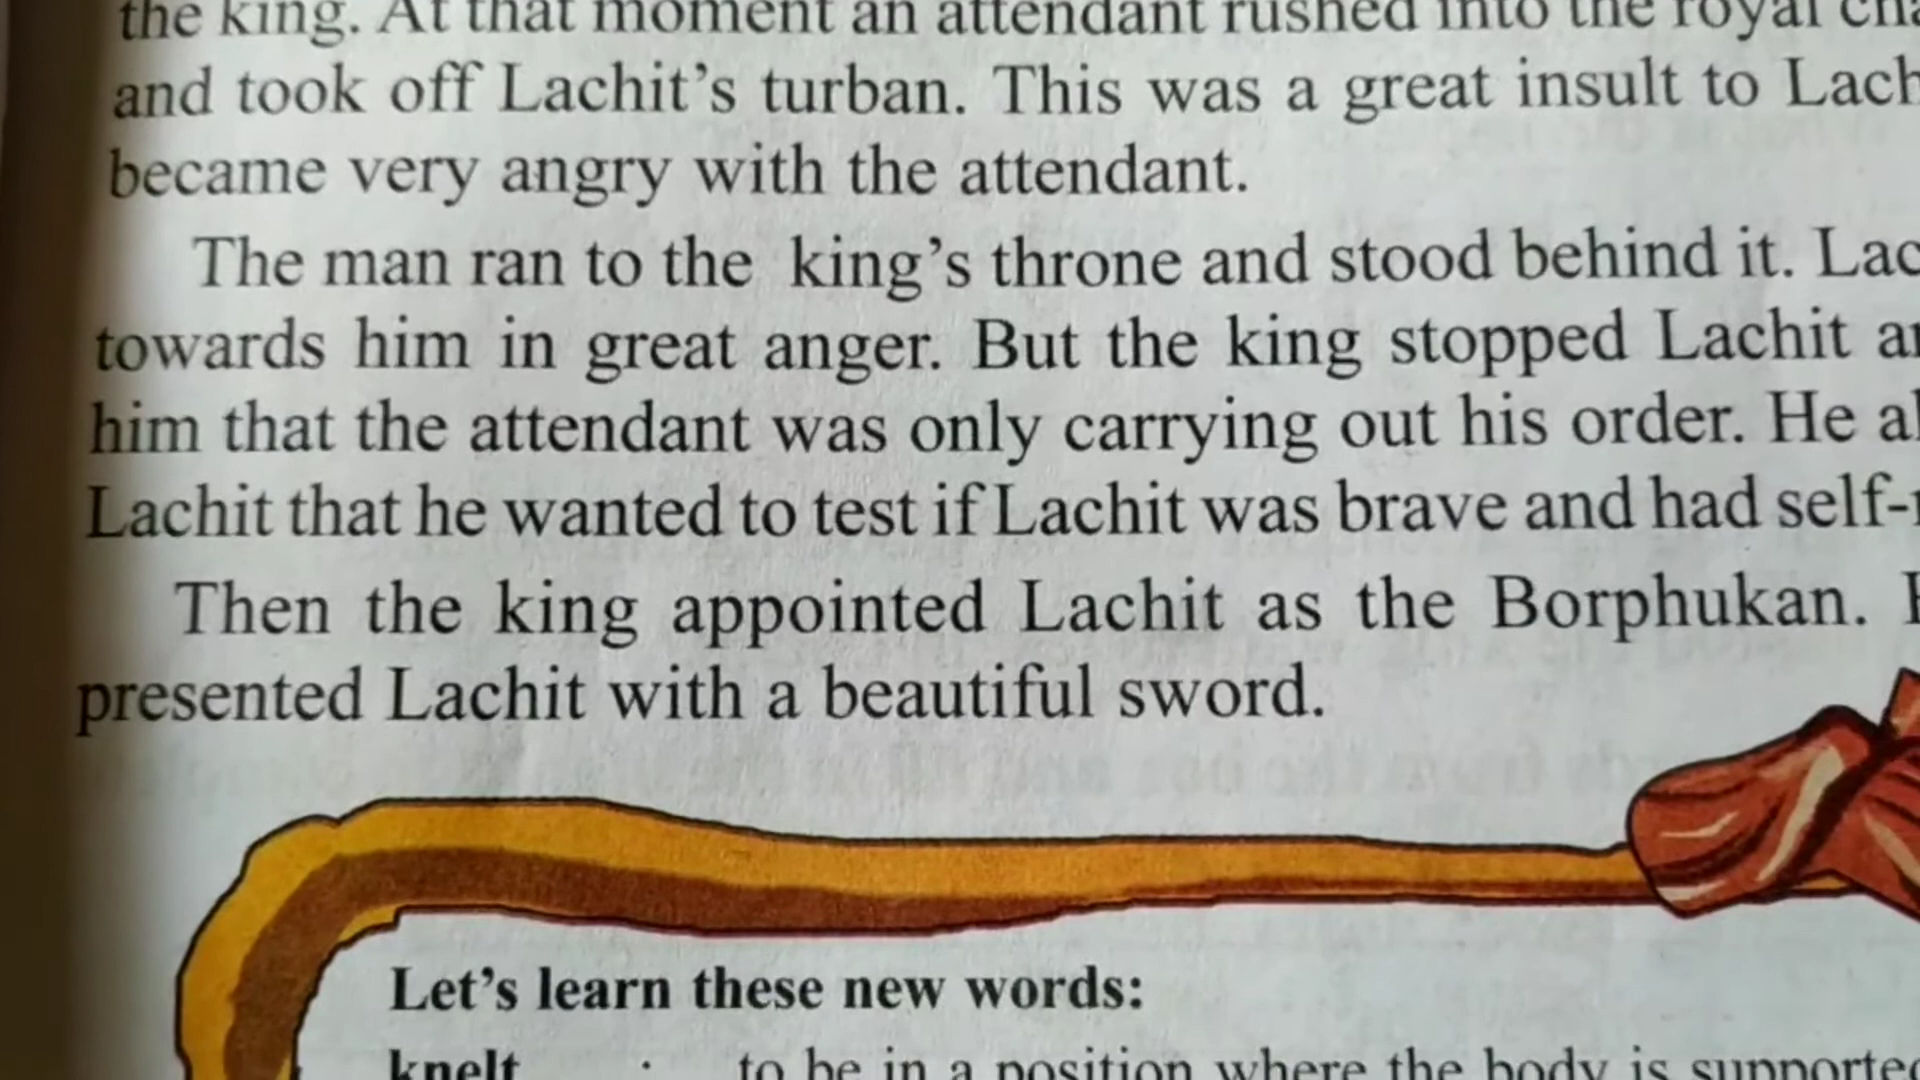 the king. At that moment an attendant rushed into the royal
and took off Lachit's turban. This was a great insult to
became very angry with the attendant.
The man ran to the king's throne and stood behind it.
towards him in great anger. But the king stopped Lachit
him that the attendant was only carrying out his order. He
Lachit that he wanted to test if Lachit was brave and had
Then the king appointed Lachit as the Borphukan.
presented Lachit with a beautiful sword.
Let's learn these new words:
knelt : to be in a position where the body is supported